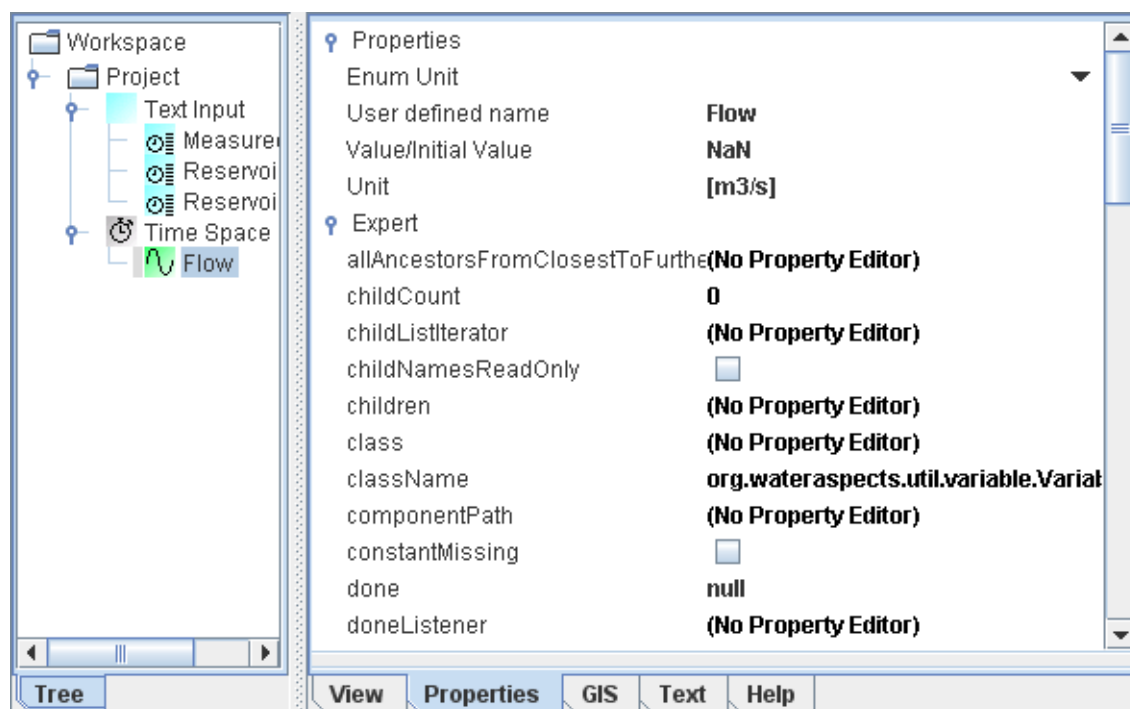 Workspace
Project
Text Input
Measure
Reservoi
Reservoi
Time Space
Flow
Tree
Properties
Enum Unit
User defined name Flow
Value/Initial Value NaN
Unit [m3/s]
Expert
allAncestorsFromClosestToFurthe (No Property Editor)
childCount 0
childListIterator (No Property Editor)
childNamesReadOnly
children (No Property Editor)
class (No Property Editor)
className org.wateraspects.util.variable.Variab
componentPath (No Property Editor)
constantMissing
done null
doneListener (No Property Editor)
View Properties GIS Text Help